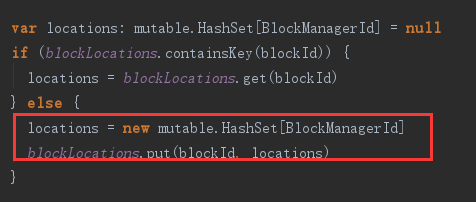 var locations: mutable.HashSet[BlockManagerId] = null
if (blockLocations.containsKey(blockId)) {
locations = blockLocations.get(blockId)
} else {
locations = new mutable.HashSet[BlockManagerId]
blockLocations.put(blockId, locations)
}